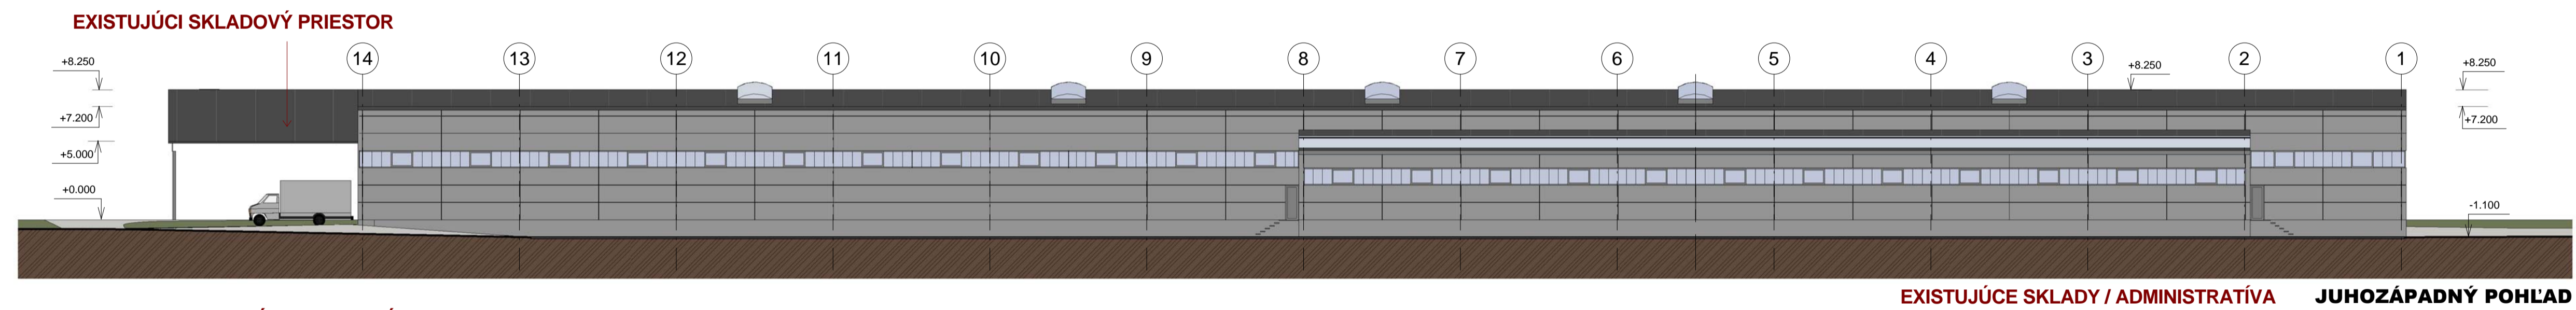 EXISTUJÚCI SKLADOVÝ PRIESTOR
14 13 12 11 10 9 8 7 6 5 4 3 2 1
+8.250
+7.200
+5.000
+0.000
+8.250
+8.250
+7.200
-1.100
EXISTUJÚCE SKLADY / ADMINISTRATÍVA JUHOZÁPADNÝ POHĽAD